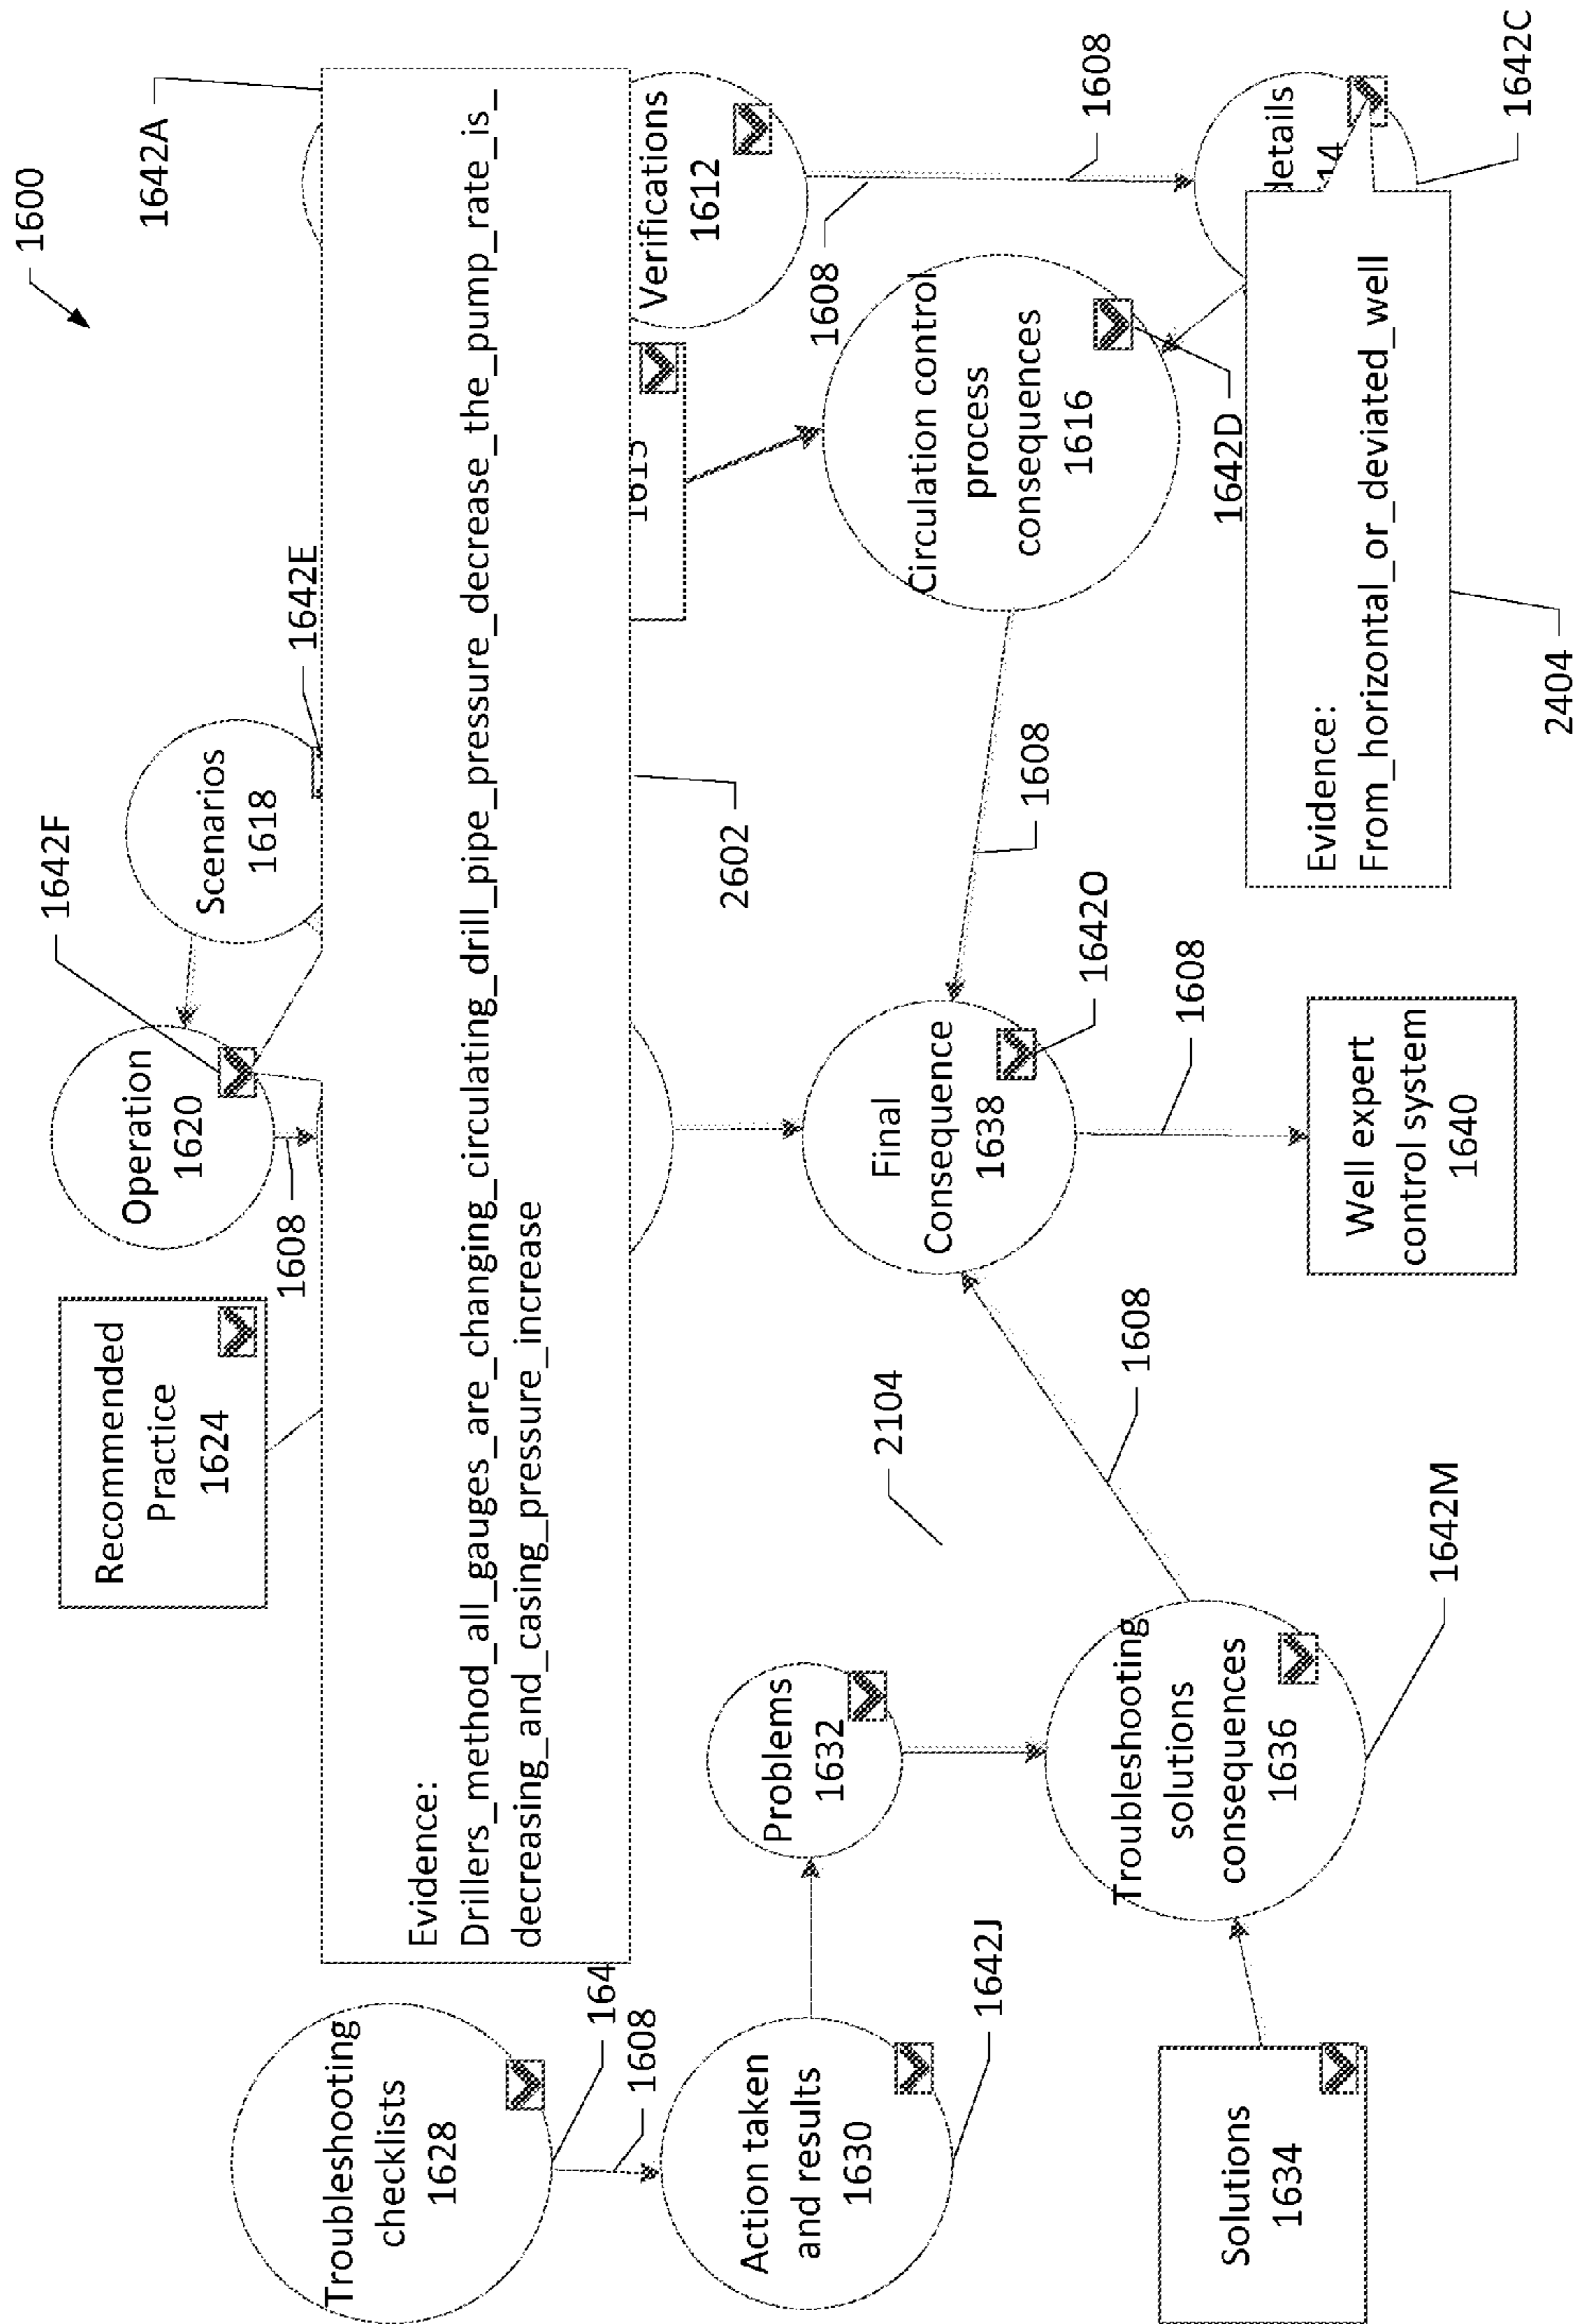 1600
Recommended
Practice
1624
Operation
1620
1642F
Scenarios
1618
1642E
1642A
1608
Troubleshooting
checklists
1628
164
1608
Evidence:
Drillers_method_all_gauges_are_changing_circulating_drill_pipe_pressure_decrease_the_pump_rate_is_
decreasing_and_casing_pressure_increase
2602
Verifications
1612
Action taken
and results
1630
1642J
Problems
1632
2104
Final
Consequence
1638
1642O
1608
Circulation control
process
consequences
1616
1642D
1608
1608
Troubleshooting
solutions
consequences
1636
1642M
1608
1608
Solutions
1634
Well expert
control system
1640
details
14
1642C
Evidence:
From_horizontal_or_deviated_well
2404